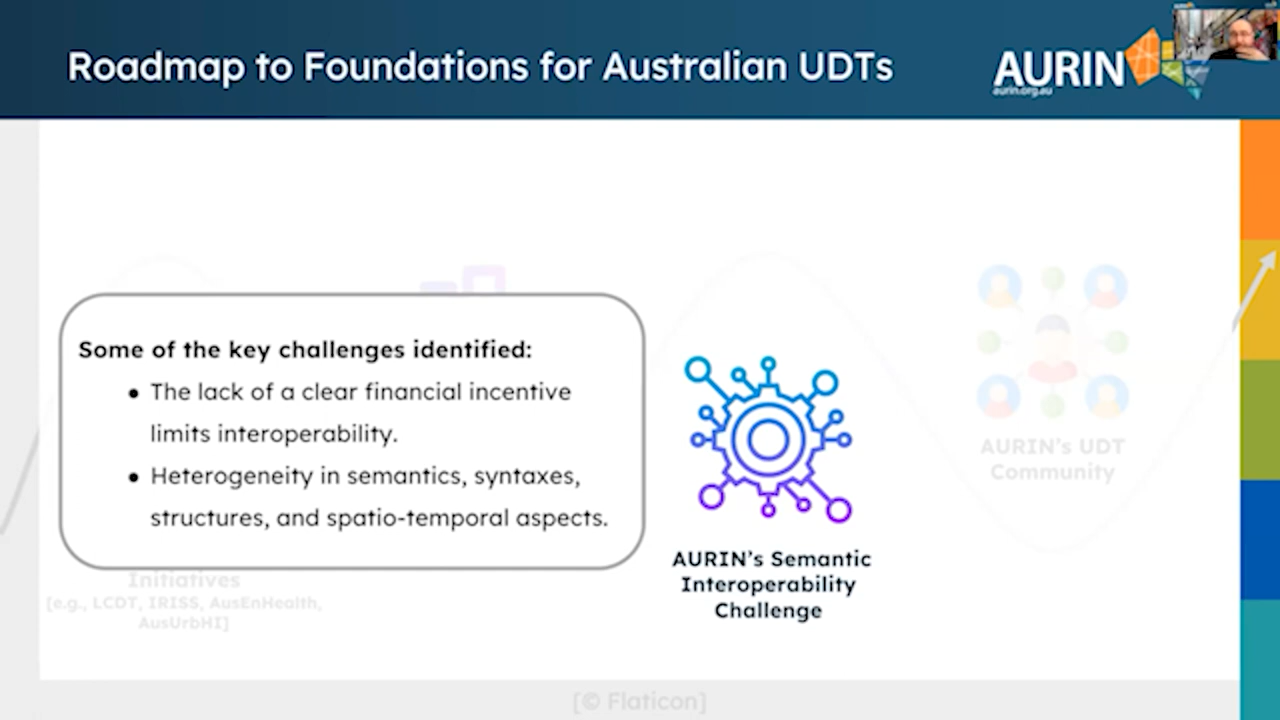 Roadmap to Foundations for Australian UDTs
AURIN
aurin.org.au
Some of the key challenges identified:
● The lack of a clear financial incentive
limits interoperability.
● Heterogeneity in semantics, syntaxes,
structures, and spatio-temporal aspects.
AURIN's Semantic
Interoperability
Challenge
AURIN's UDT
Community
Initiatives
[e.g., LCDT, IRISS, AusEnHealth,
AusUrbHI]
[© Flaticon]